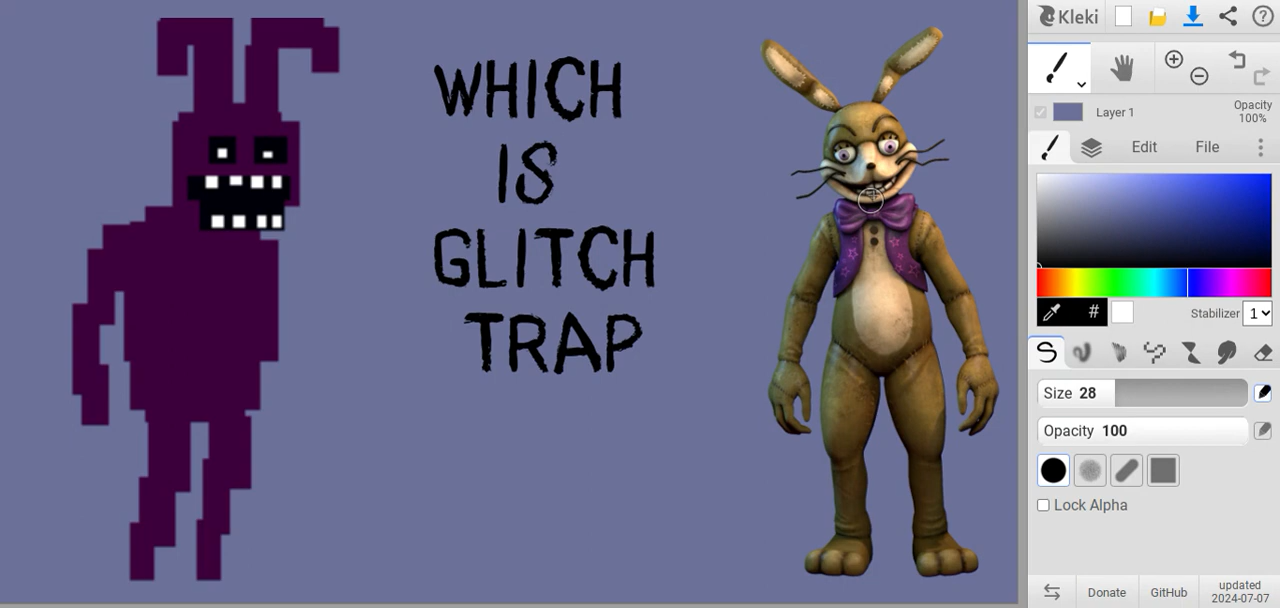 WHICH
IS
GLITCH
TRAP
Kleki
Layer 1
Opacity
100%
Edit
File
#
Stabilizer 1
Size 28
Opacity 100
Lock Alpha
Donate
GitHub
updated
2024-07-07